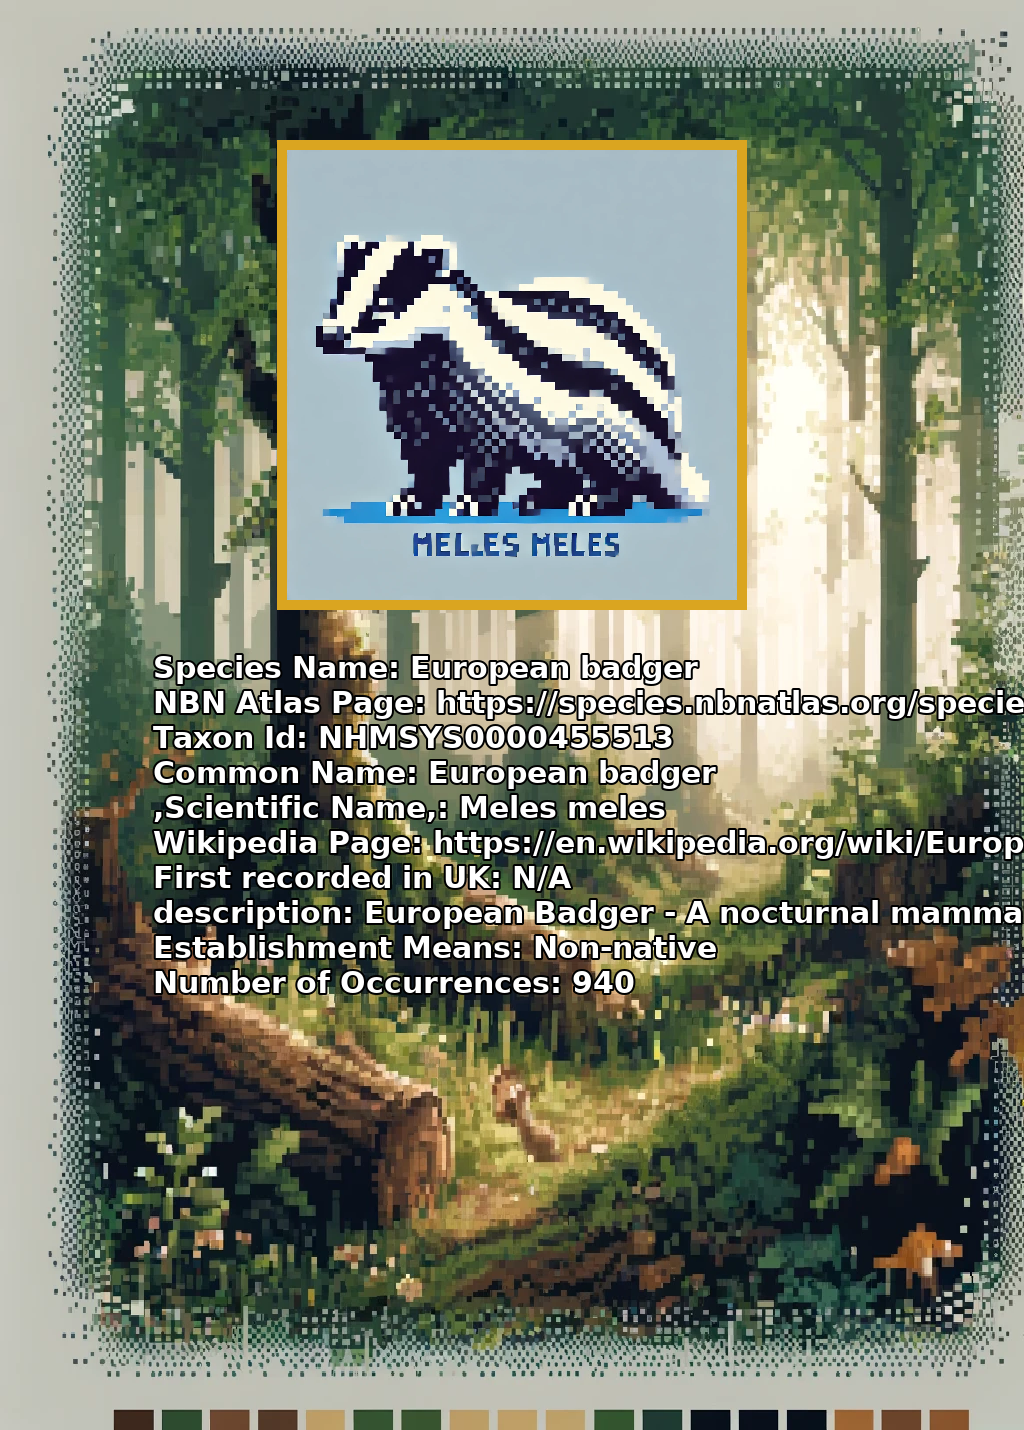 MELES MELES
Species Name: European badger
NBN Atlas Page: https://species.nbnatlas.org/specie
Taxon Id: NHMSYS0000455513
Common Name: European badger
,Scientific Name,: Meles meles
Wikipedia Page: https://en.wikipedia.org/wiki/Europ
First recorded in UK: N/A
description: European Badger - A nocturnal mamma
Establishment Means: Non-native
Number of Occurrences: 940